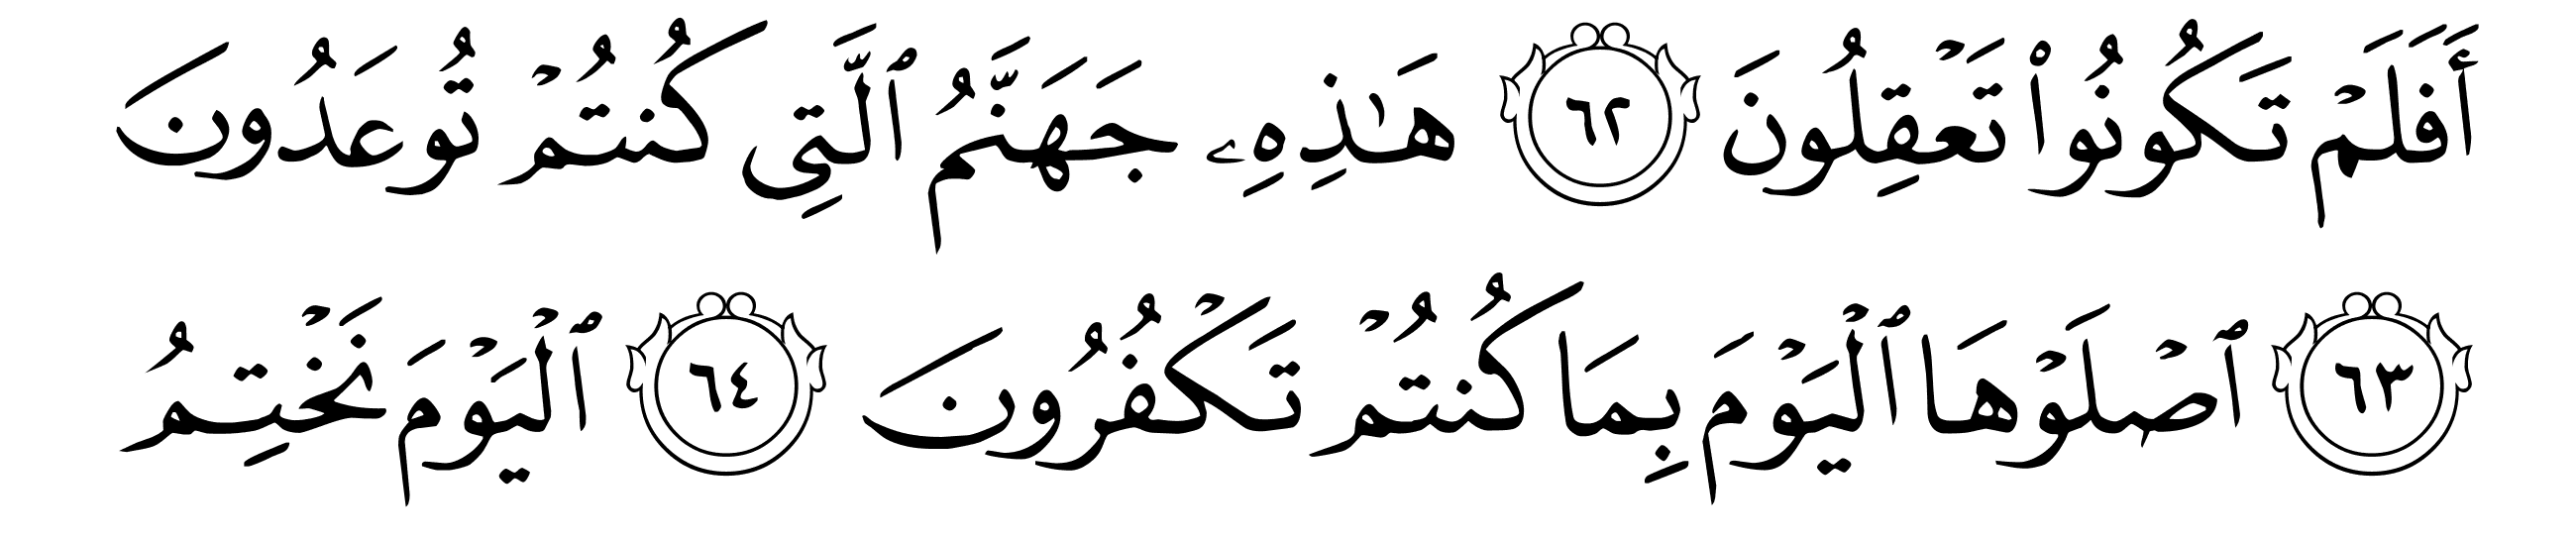 أَفَلَمْ تَكُونُوا۟ تَعْقِلُونَ ٦٢ هَـٰذِهِۦ جَهَنَّمُ ٱلَّتِى كُنتُمْ تُوعَدُونَ
٦٣ ٱصْلَوْهَا ٱلْيَوْمَ بِمَا كُنتُمْ تَكْفُرُونَ ٦٤ ٱلْيَوْمَ نَخْتِمُ